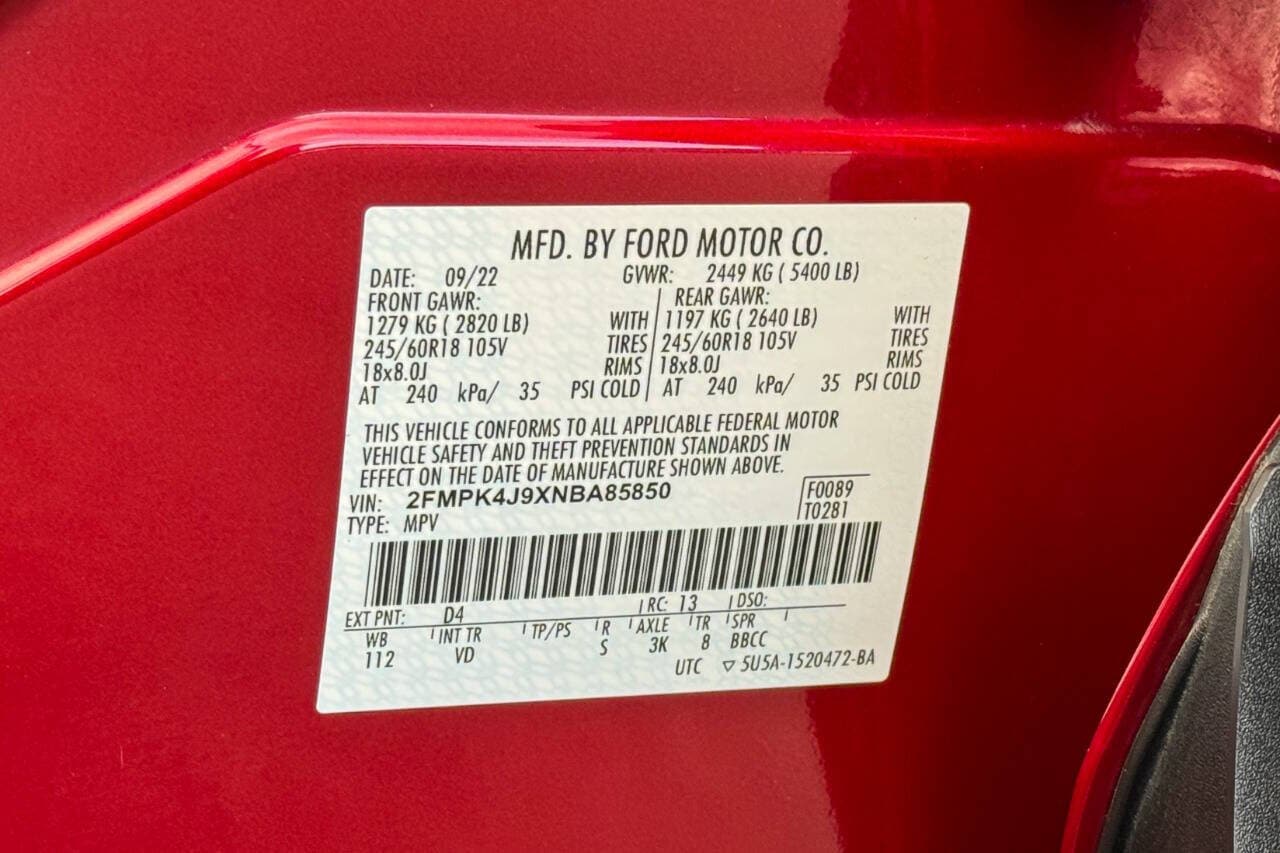 MFD. BY FORD MOTOR CO.
DATE: 09/22 GVWR: 2449 KG ( 5400 LB)
FRONT GAWR: REAR GAWR:
1279 KG ( 2820 LB) WITH 1197 KG ( 2640 LB) WITH
245/60R18 105V TIRES 245/60R18 105V TIRES
18x8.0J RIMS 18x8.0J RIMS
AT 240 kPa/ 35 PSI COLD AT 240 kPa/ 35 PSI COLD
THIS VEHICLE CONFORMS TO ALL APPLICABLE FEDERAL MOTOR
VEHICLE SAFETY AND THEFT PREVENTION STANDARDS IN
EFFECT ON THE DATE OF MANUFACTURE SHOWN ABOVE.
VIN: 2FMPK4J9XNBA85850 F0089
TYPE: MPV T0281
EXT PNT: D4 RC: 13 DSO:
WB INT TR TP/PS R AXLE TR SPR
112 VD S 3K 8 BBCC
UTC ▽ 5U5A-1520472-BA